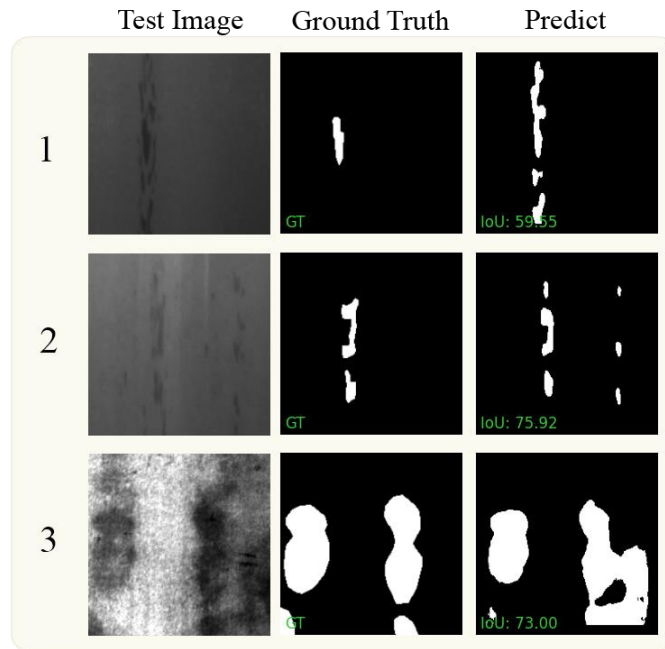 Test Image Ground Truth Predict
1
GT IoU: 59.55
2
GT IoU: 75.92
3
GT IoU: 73.00